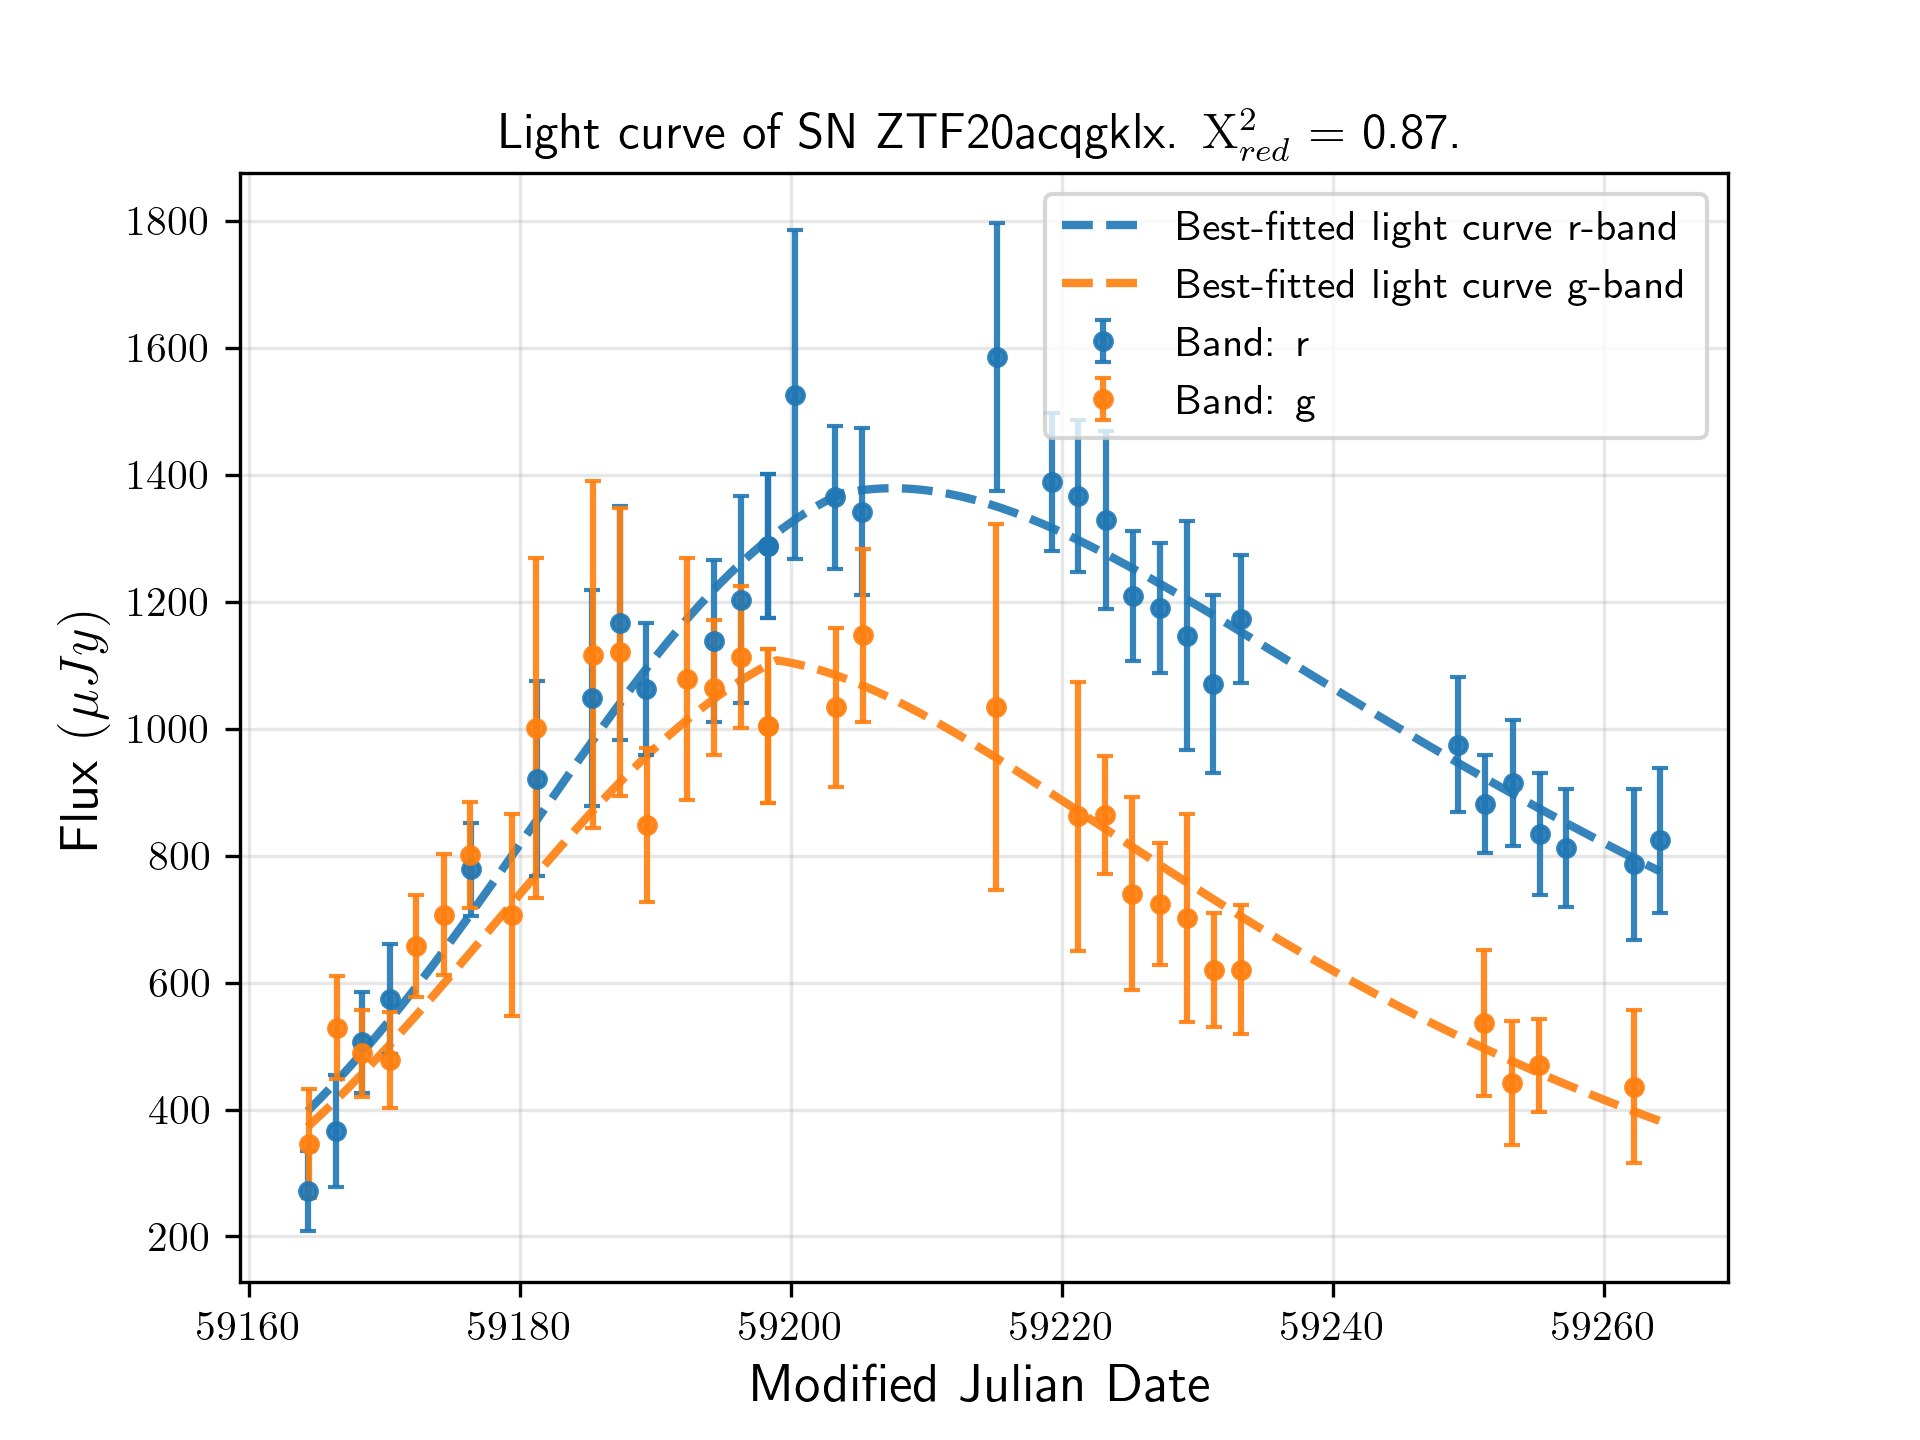 Light curve of SN ZTF20acqgklx. X²_red = 0.87.
Best-fitted light curve r-band
Best-fitted light curve g-band
Band: r
Band: g
Flux (μJy)
1800
1600
1400
1200
1000
800
600
400
200
59160 59180 59200 59220 59240 59260
Modified Julian Date